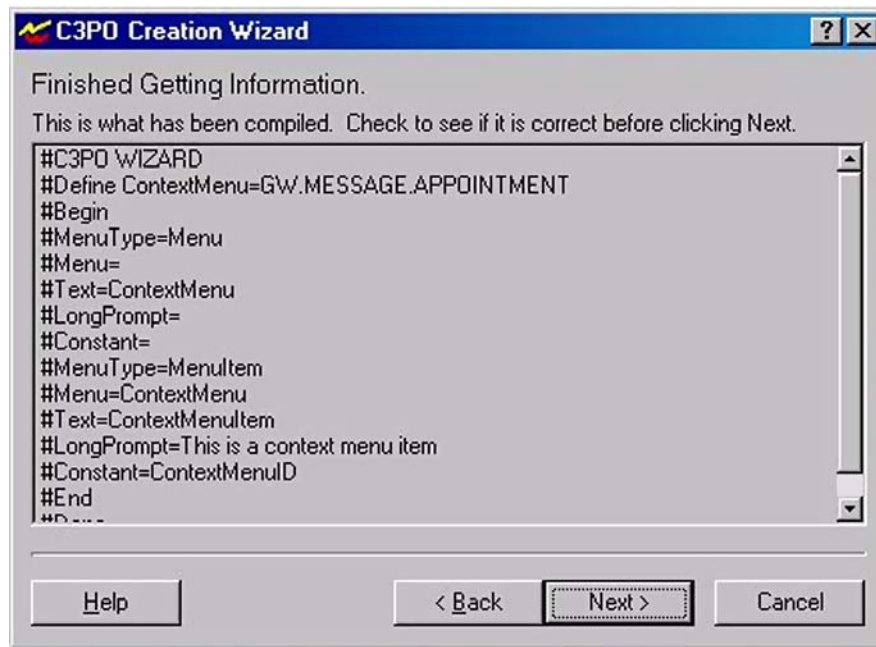 C3PO Creation Wizard
? X
Finished Getting Information.
This is what has been compiled. Check to see if it is correct before clicking Next.
#C3PO WIZARD
#Define ContextMenu=GW.MESSAGE.APPOINTMENT
#Begin
#MenuType=Menu
#Menu=
#Text=ContextMenu
#LongPrompt=
#Constant=
#MenuType=MenuItem
#Menu=ContextMenu
#Text=ContextMenuItem
#LongPrompt=This is a context menu item
#Constant=ContextMenuID
#End
Help < Back Next > Cancel